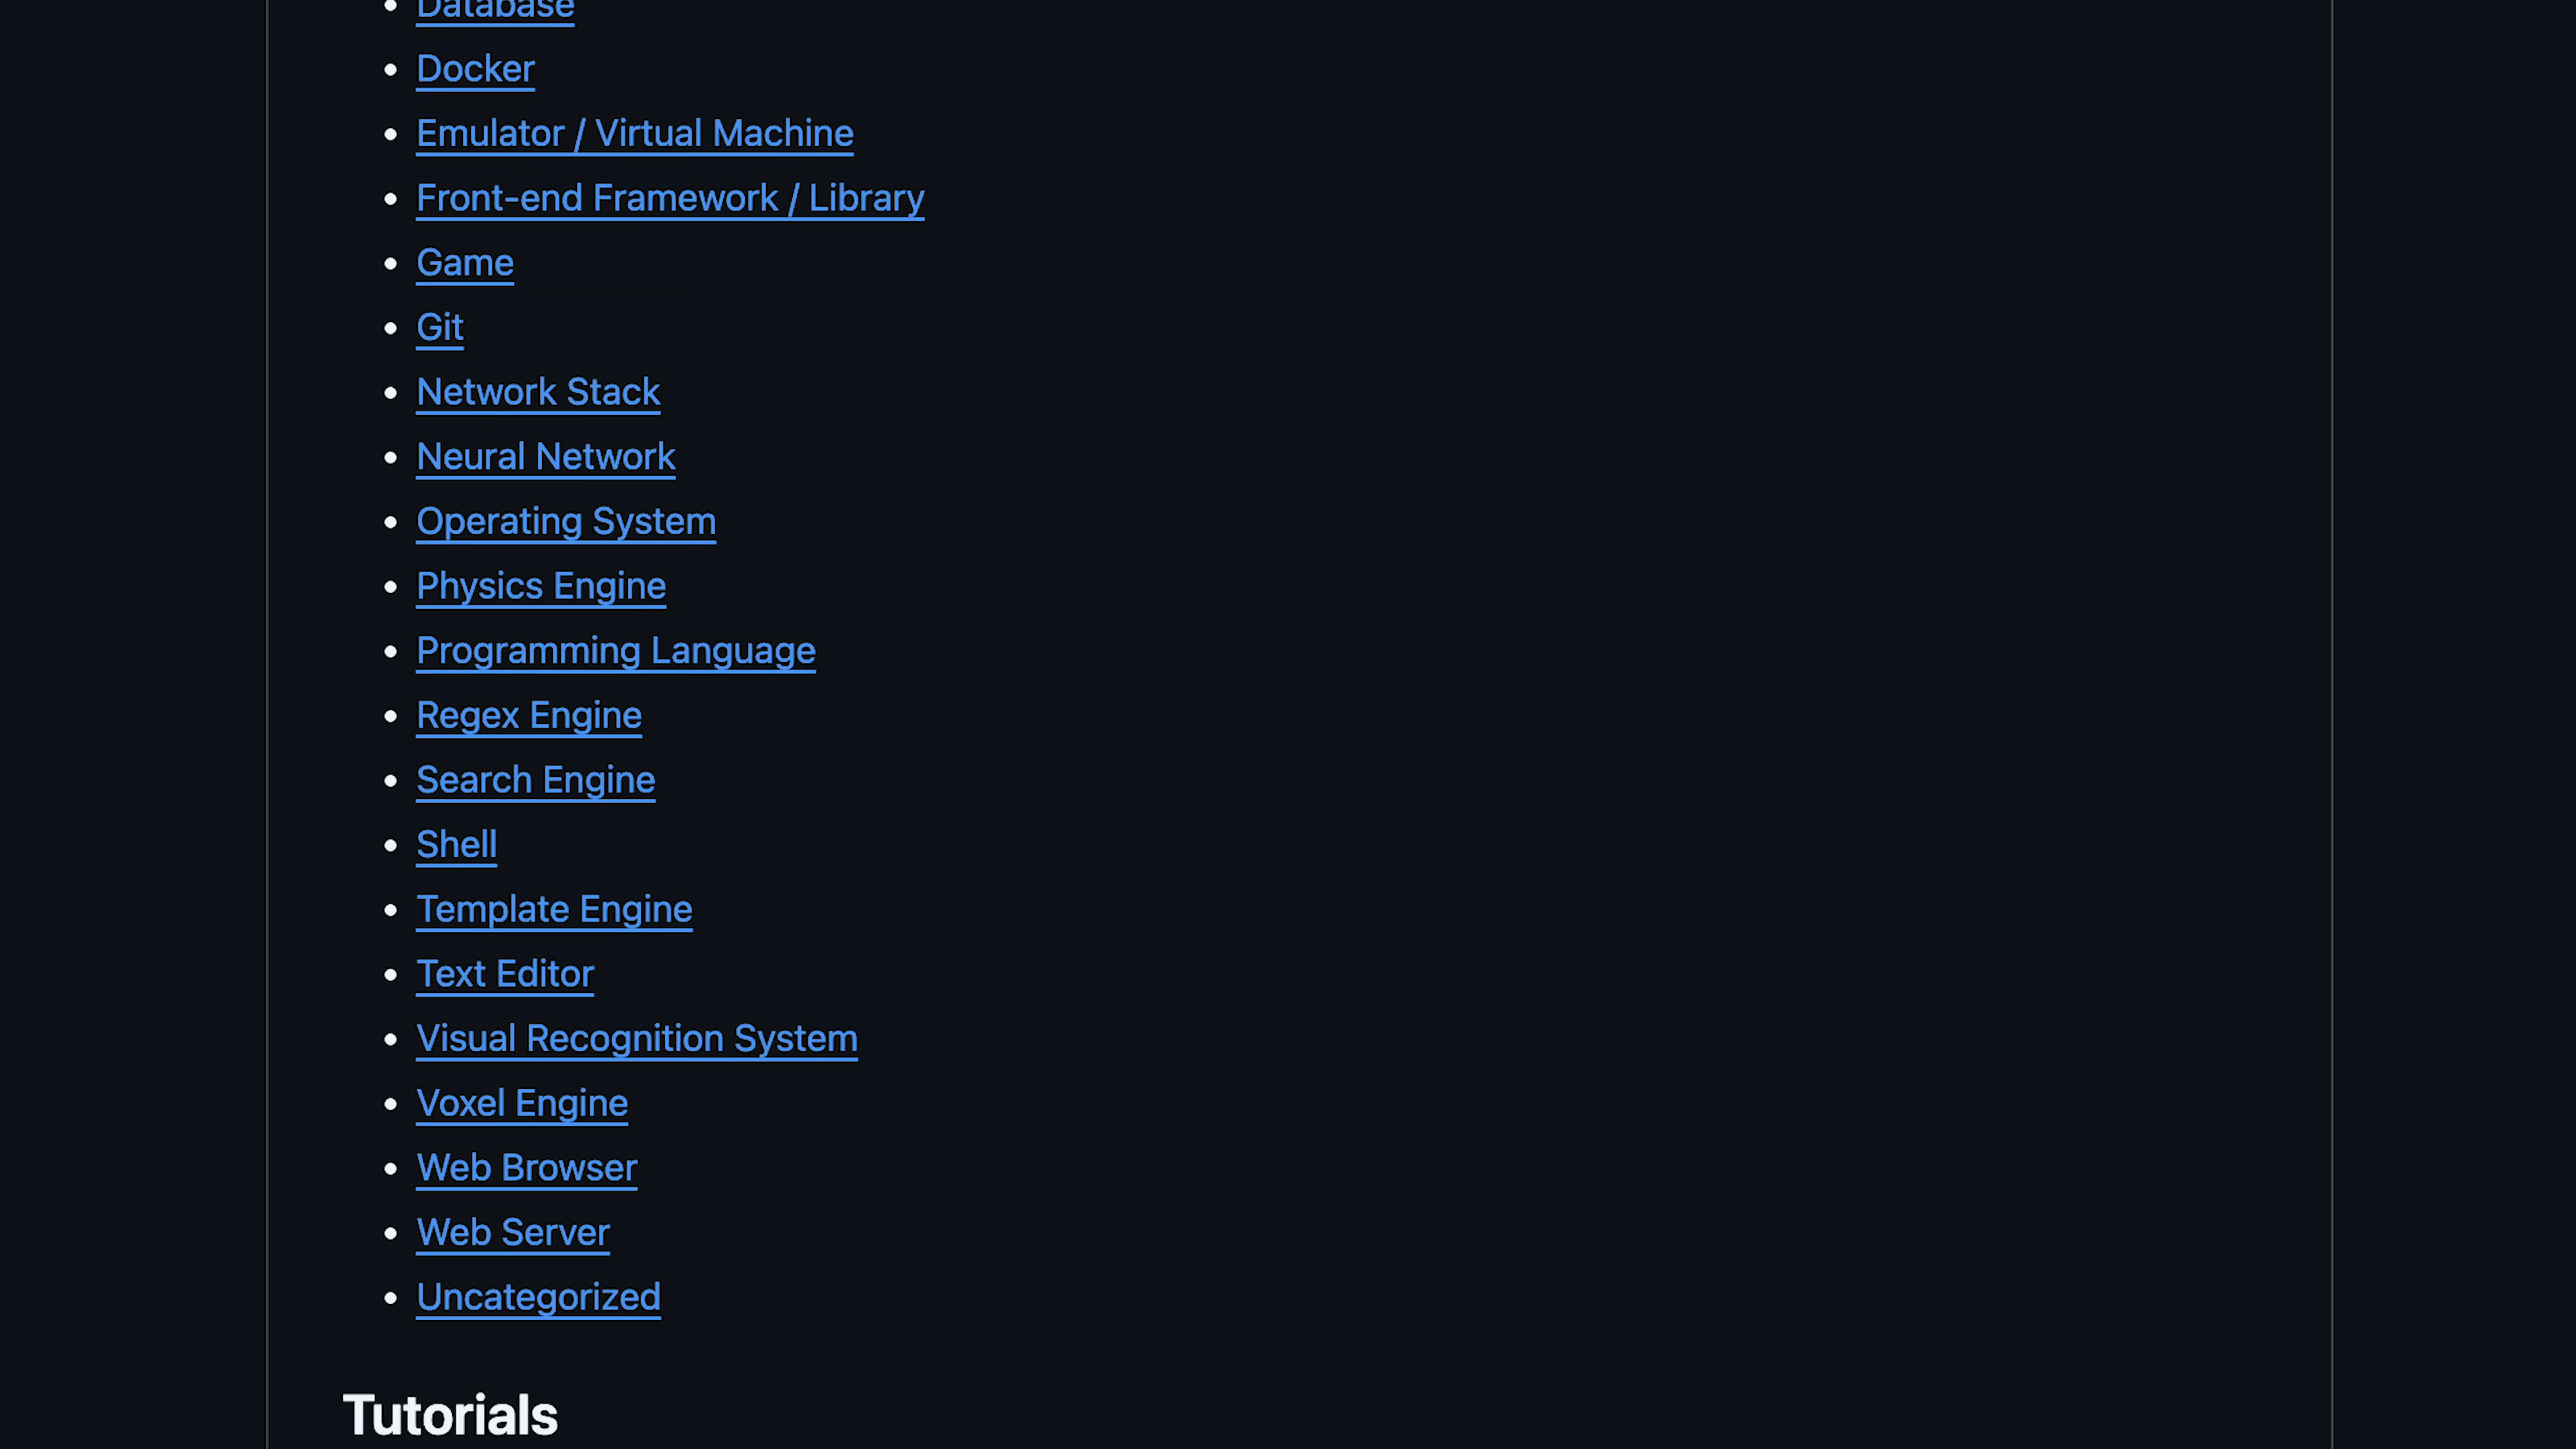 Database
Docker
Emulator / Virtual Machine
Front-end Framework / Library
Game
Git
Network Stack
Neural Network
Operating System
Physics Engine
Programming Language
Regex Engine
Search Engine
Shell
Template Engine
Text Editor
Visual Recognition System
Voxel Engine
Web Browser
Web Server
Uncategorized
Tutorials